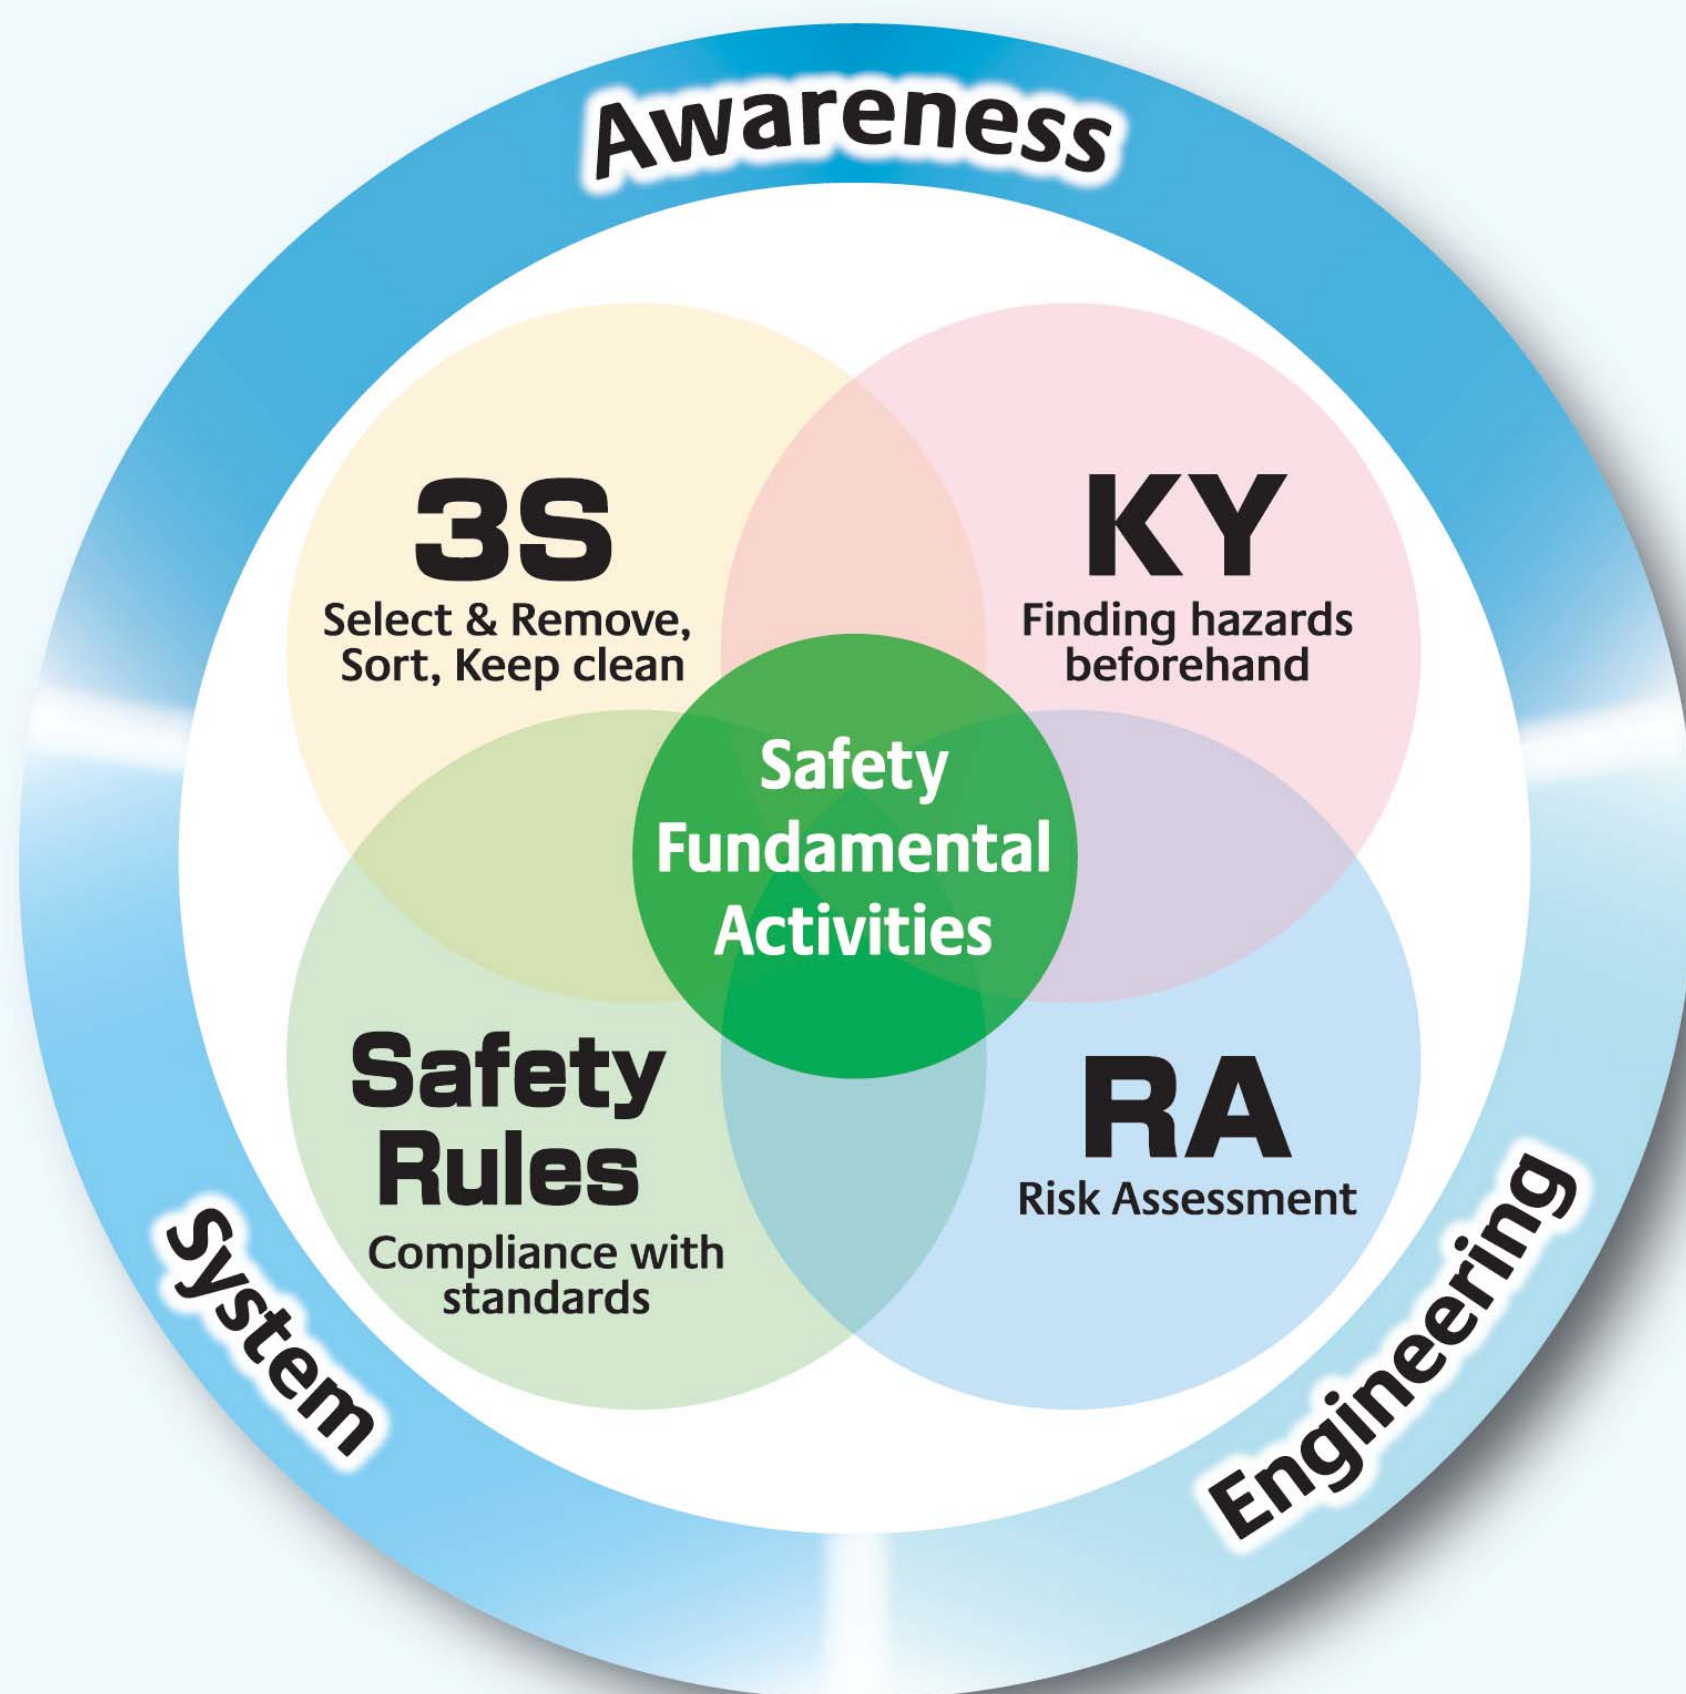 Awareness
3S
Select & Remove,
Sort, Keep clean
KY
Finding hazards
beforehand
Safety
Fundamental
Activities
Safety
Rules
Compliance with
standards
RA
Risk Assessment
System
Engineering